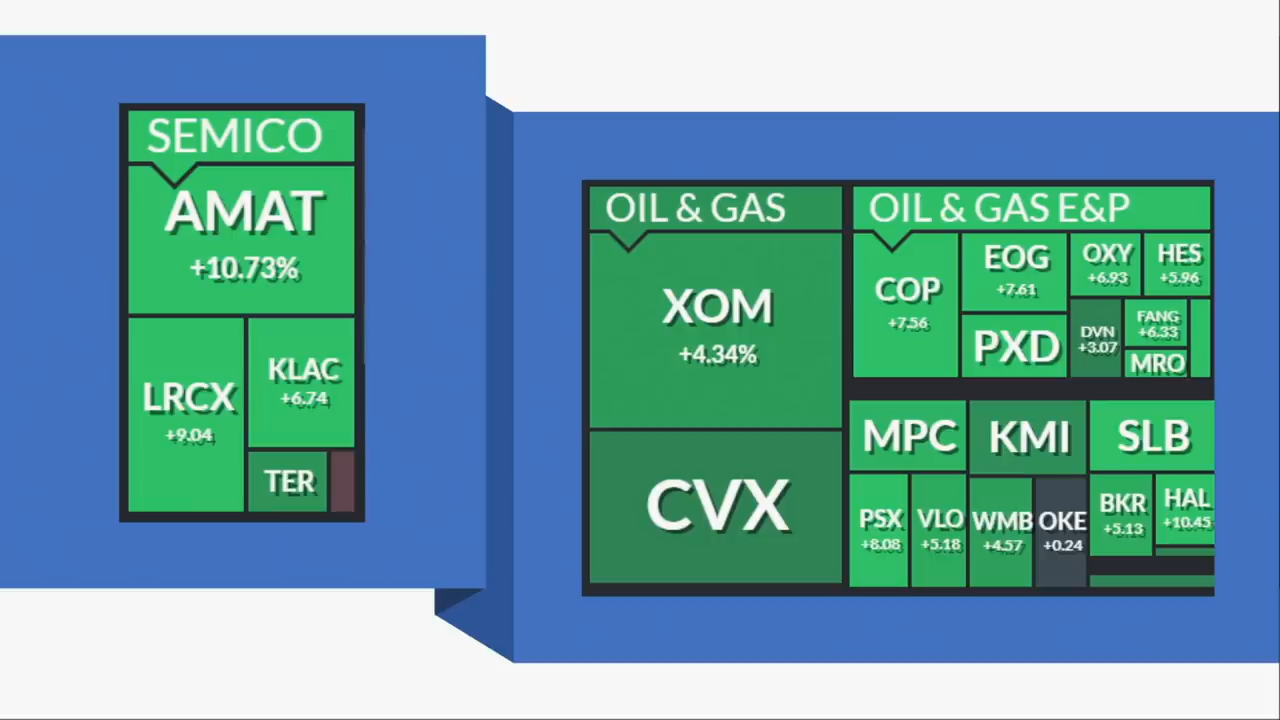 SEMICO
AMAT
+10.73%
LRCX
+9.04
KLAC
+6.74
TER
OIL & GAS
XOM
+4.34%
CVX
OIL & GAS E&P
COP
+7.56
EOG
+7.61
PXD
OXY
+6.93
HES
+5.96
DVN
+3.07
FANG
+6.33
MRO
MPC
PSX
+8.08
VLO
+5.18
KMI
WMB
+4.57
OKE
+0.24
SLB
BKR
+5.13
HAL
+10.45